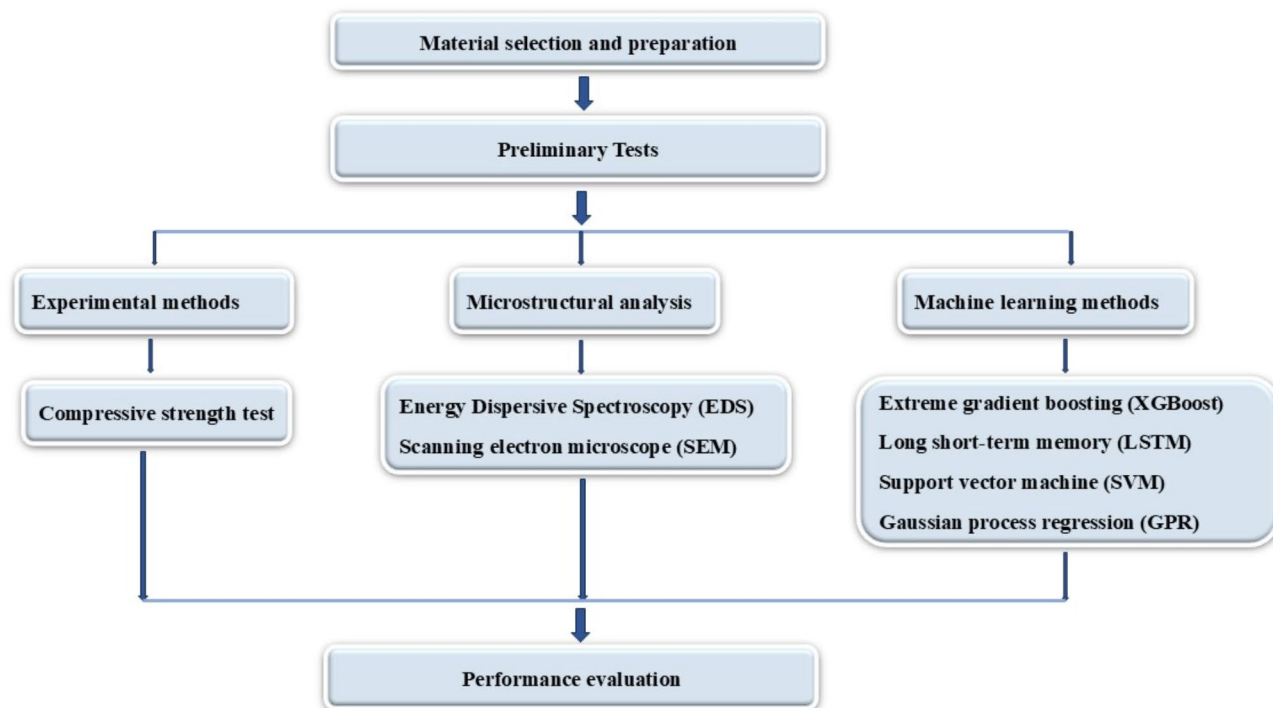 Material selection and preparation
Preliminary Tests
Experimental methods
Microstructural analysis
Machine learning methods
Compressive strength test
Energy Dispersive Spectroscopy (EDS)
Scanning electron microscope (SEM)
Extreme gradient boosting (XGBoost)
Long short-term memory (LSTM)
Support vector machine (SVM)
Gaussian process regression (GPR)
Performance evaluation